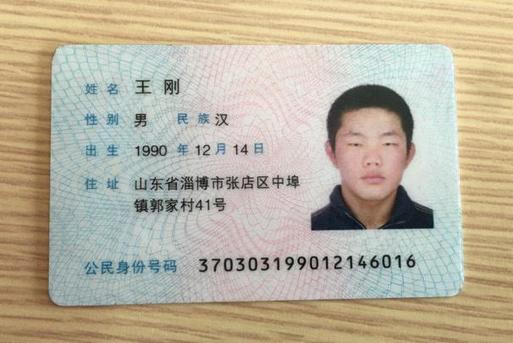 姓名 王刚
性别 男 民族 汉
出生 1990 年 12 月 14 日
住址 山东省淄博市张店区中埠
镇郭家村41号
公民身份号码 370303199012146016